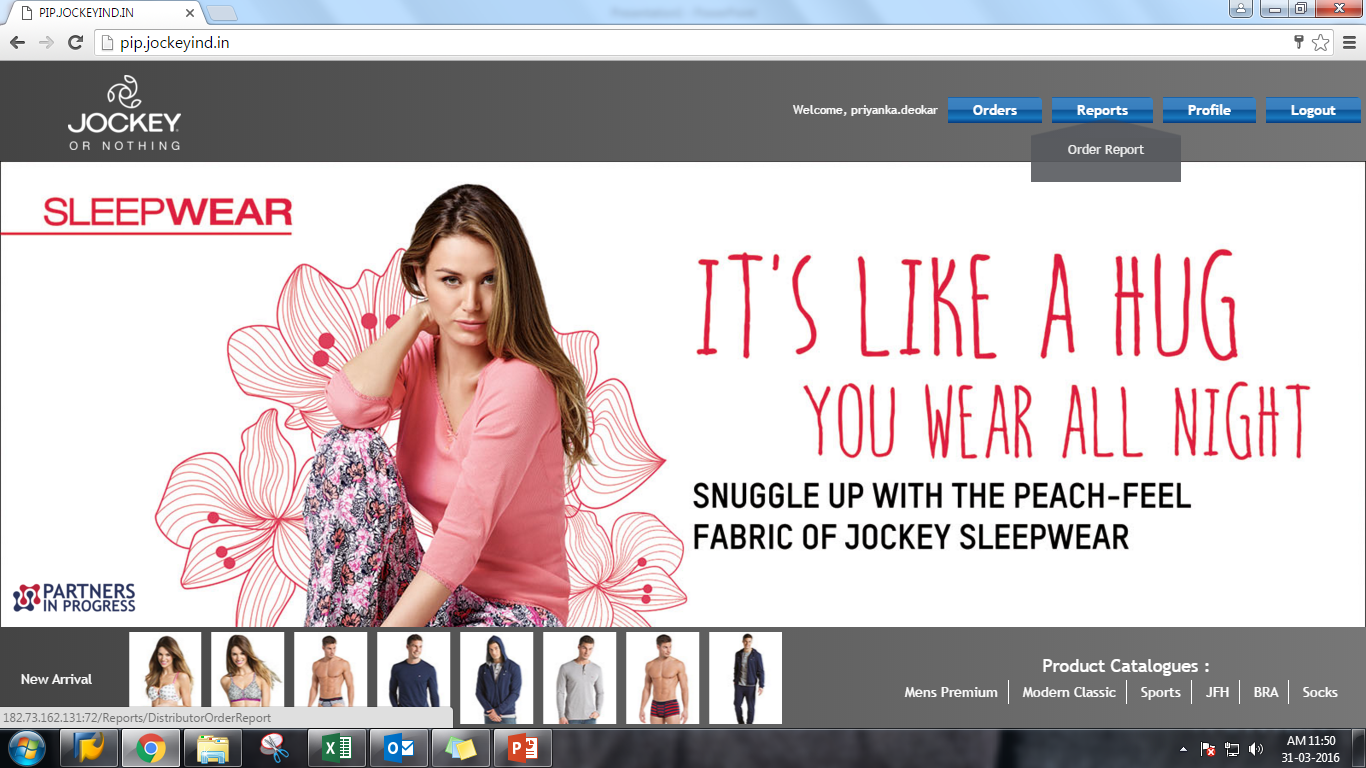 PIP.JOCKEYIND.IN
pip.jockeyind.in
JOCKEY
OR NOTHING
Welcome, priyanka.deokar
Orders
Reports
Profile
Logout
Order Report
SLEEPWEAR
IT'S LIKE A HUG
YOU WEAR ALL NIGHT
SNUGGLE UP WITH THE PEACH-FEEL
FABRIC OF JOCKEY SLEEPWEAR
PARTNERS
IN PROGRESS
New Arrival
Product Catalogues :
Mens Premium
Modern Classic
Sports
JFH
BRA
Socks
182.73.162.131:72/Reports/DistributorOrderReport
AM 11:50
31-03-2016